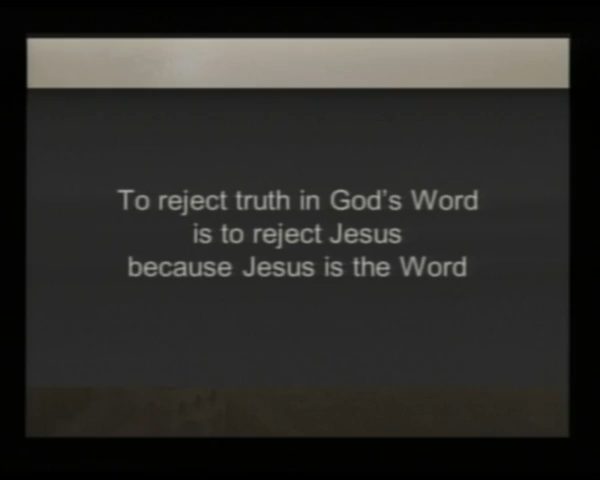 To reject truth in God's Word
is to reject Jesus
because Jesus is the Word